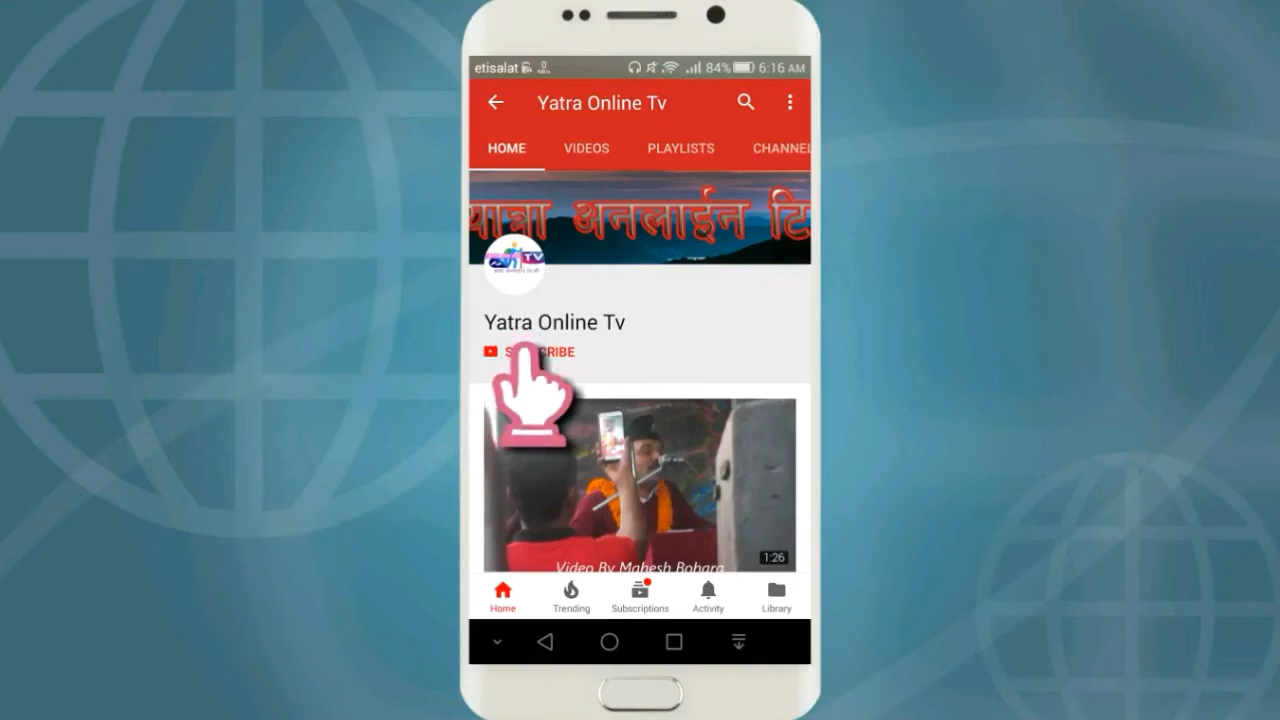 etisalat
84%
6:16 AM
Yatra Online Tv
HOME VIDEOS PLAYLISTS CHANNEL
यात्रा अनलाईन टि
TV
Yatra Online Tv
1:26
Video By Mahesh Bohara
Home Trending Subscriptions Activity Library